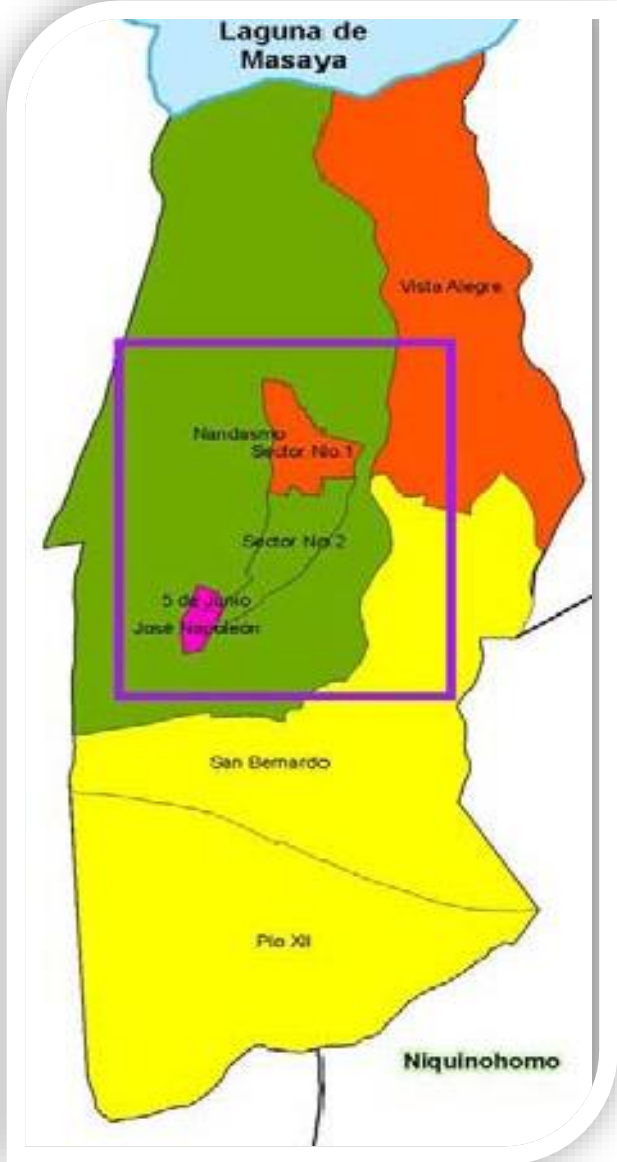 Laguna de
Masaya
Vista Alegre
Nandasmo
Sector No.1
Sector No.2
5 de Junio
José Napoleón
San Bernardo
Pío XII
Niquinohomo